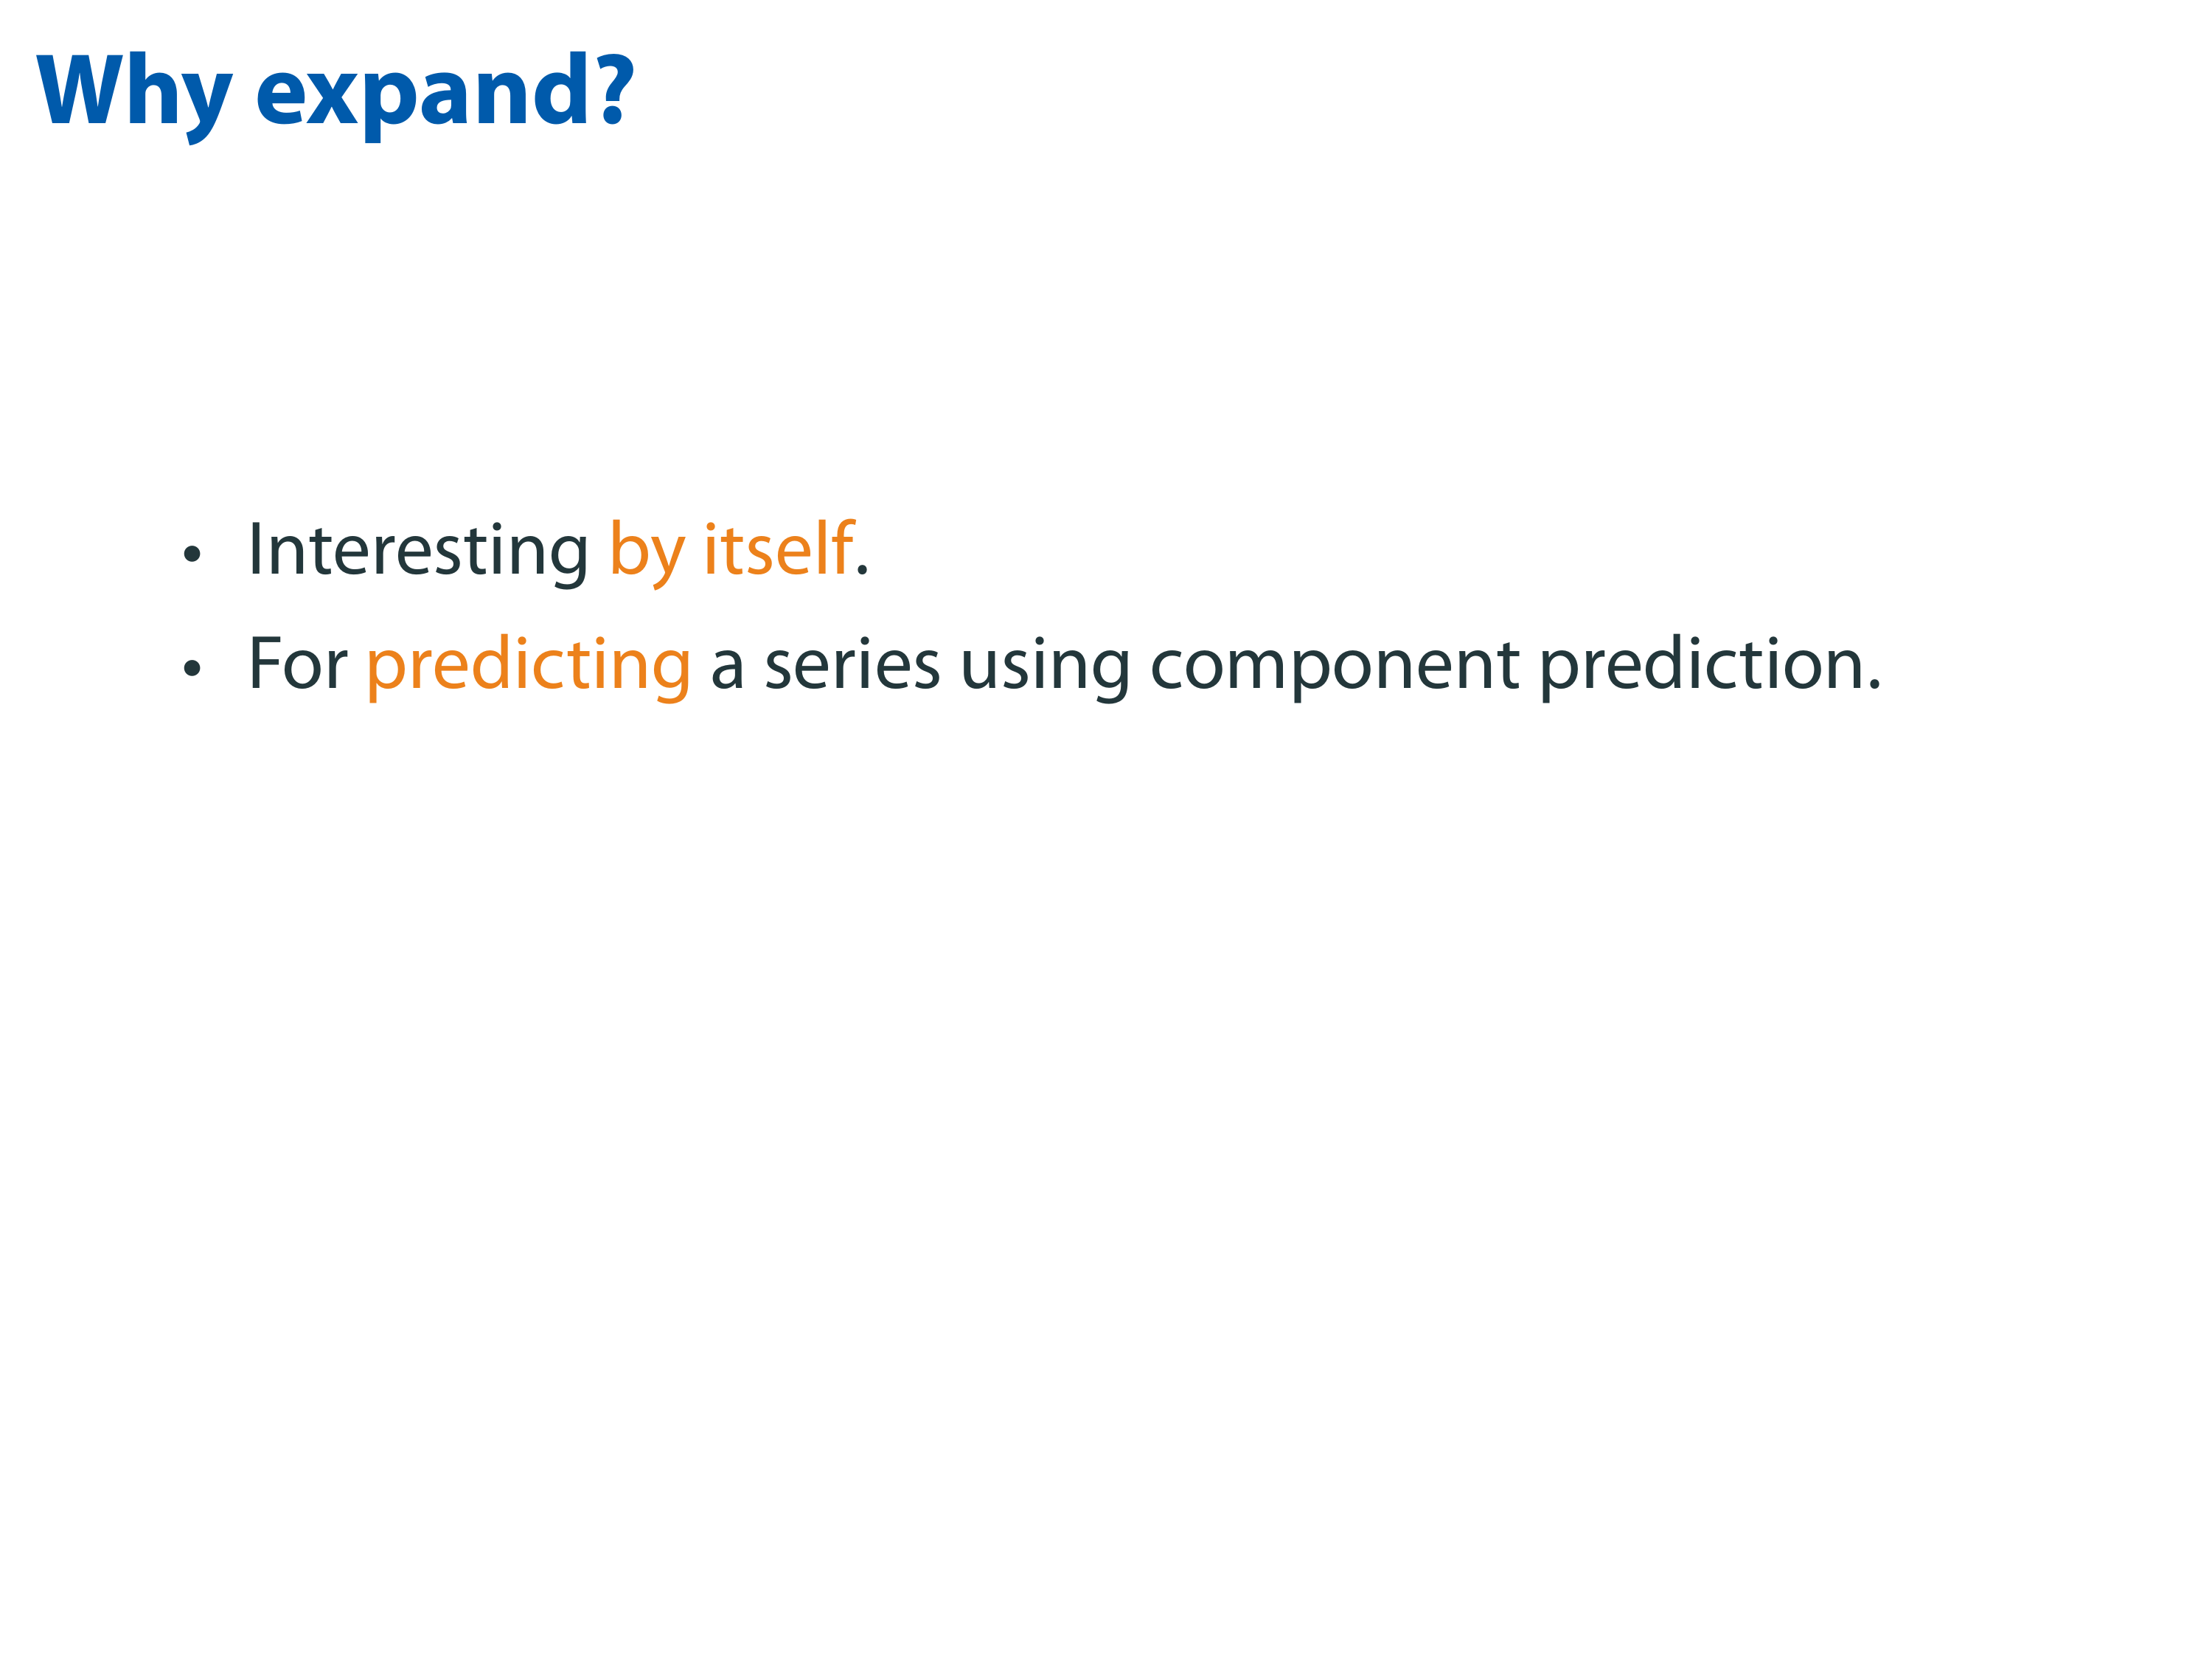 Why expand?
• Interesting by itself.
• For predicting a series using component prediction.